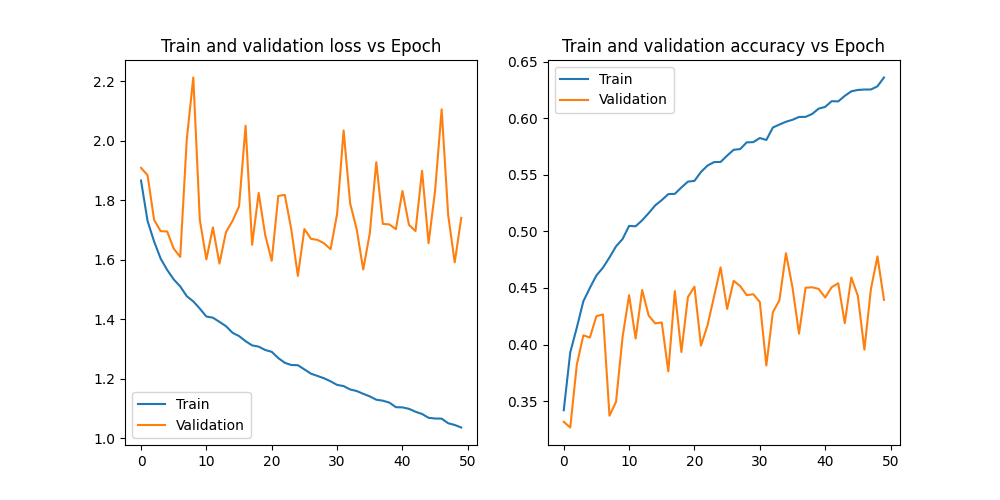 Train and validation loss vs Epoch
2.2
2.0
1.8
1.6
1.4
1.2
1.0
0 10 20 30 40 50
Train
Validation
Train and validation accuracy vs Epoch
0.65
0.60
0.55
0.50
0.45
0.40
0.35
0 10 20 30 40 50
Train
Validation